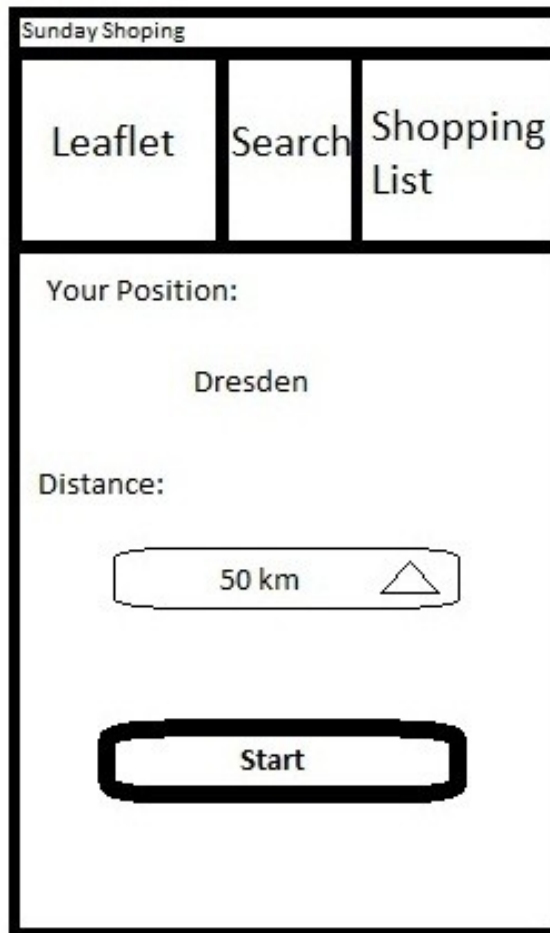 Sunday Shoping
Leaflet
Search
Shopping
List
Your Position:
Dresden
Distance:
50 km
Start